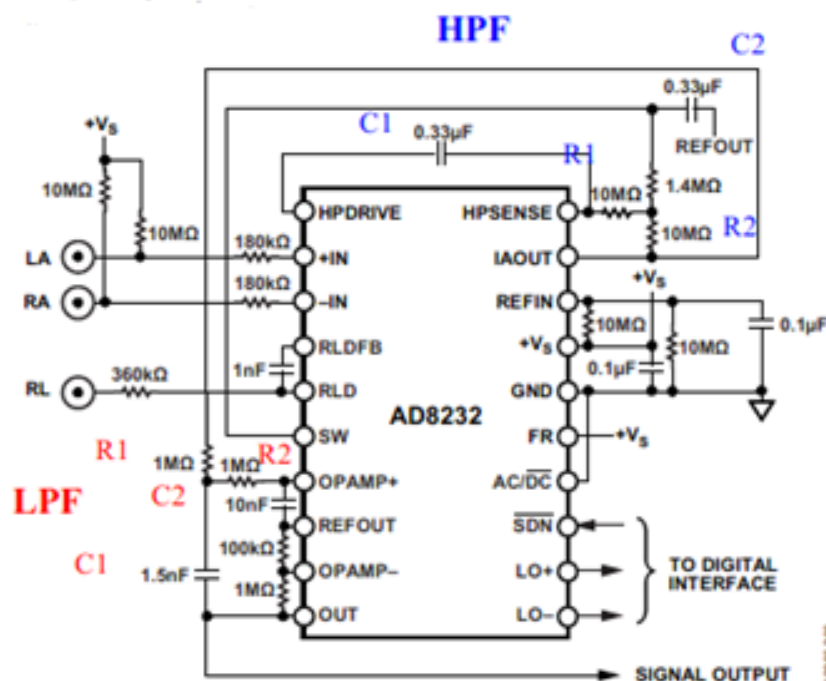 HPF
C2
0.33µF
C1
0.33µF
REFOUT
+VS
R1
10MΩ
10MΩ
1.4MΩ
10MΩ
HPDRIVE
HPSENSE
10MΩ
R2
LA
180kΩ
+IN
IAOUT
RA
180kΩ
–IN
REFIN
+VS
10MΩ
0.1µF
RLDFB
+VS
10MΩ
360kΩ
1nF
0.1µF
RL
RLD
GND
AD8232
SW
FR
+VS
R1
R2
1MΩ
1MΩ
OPAMP+
AC/DC
LPF
C2
10nF
REFOUT
SDN
C1
100kΩ
1.5nF
OPAMP–
LO+
TO DIGITAL
INTERFACE
1MΩ
OUT
LO–
SIGNAL OUTPUT